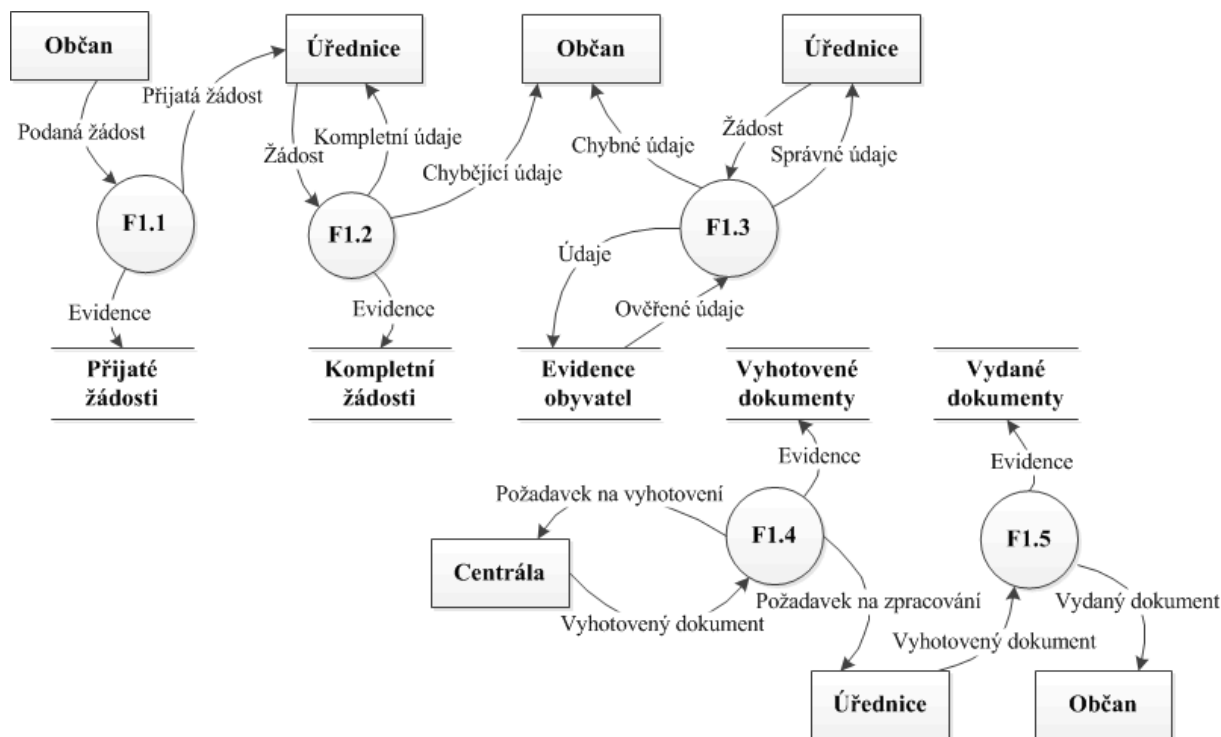 Občan
Úřednice
Občan
Úřednice
Přijatá žádost
Podaná žádost
Kompletní údaje
Žádost
Chybějící údaje
Chybné údaje
Žádost
Správné údaje
F1.1
F1.2
F1.3
Údaje
Evidence
Evidence
Ověřené údaje
Přijaté
žádosti
Kompletní
žádosti
Evidence
obyvatel
Vyhotovené
dokumenty
Vydané
dokumenty
Evidence
Evidence
Požadavek na vyhotovení
F1.4
F1.5
Centrála
Vyhotovený dokument
Požadavek na zpracování
Vydaný dokument
Vyhotovený dokument
Úřednice
Občan